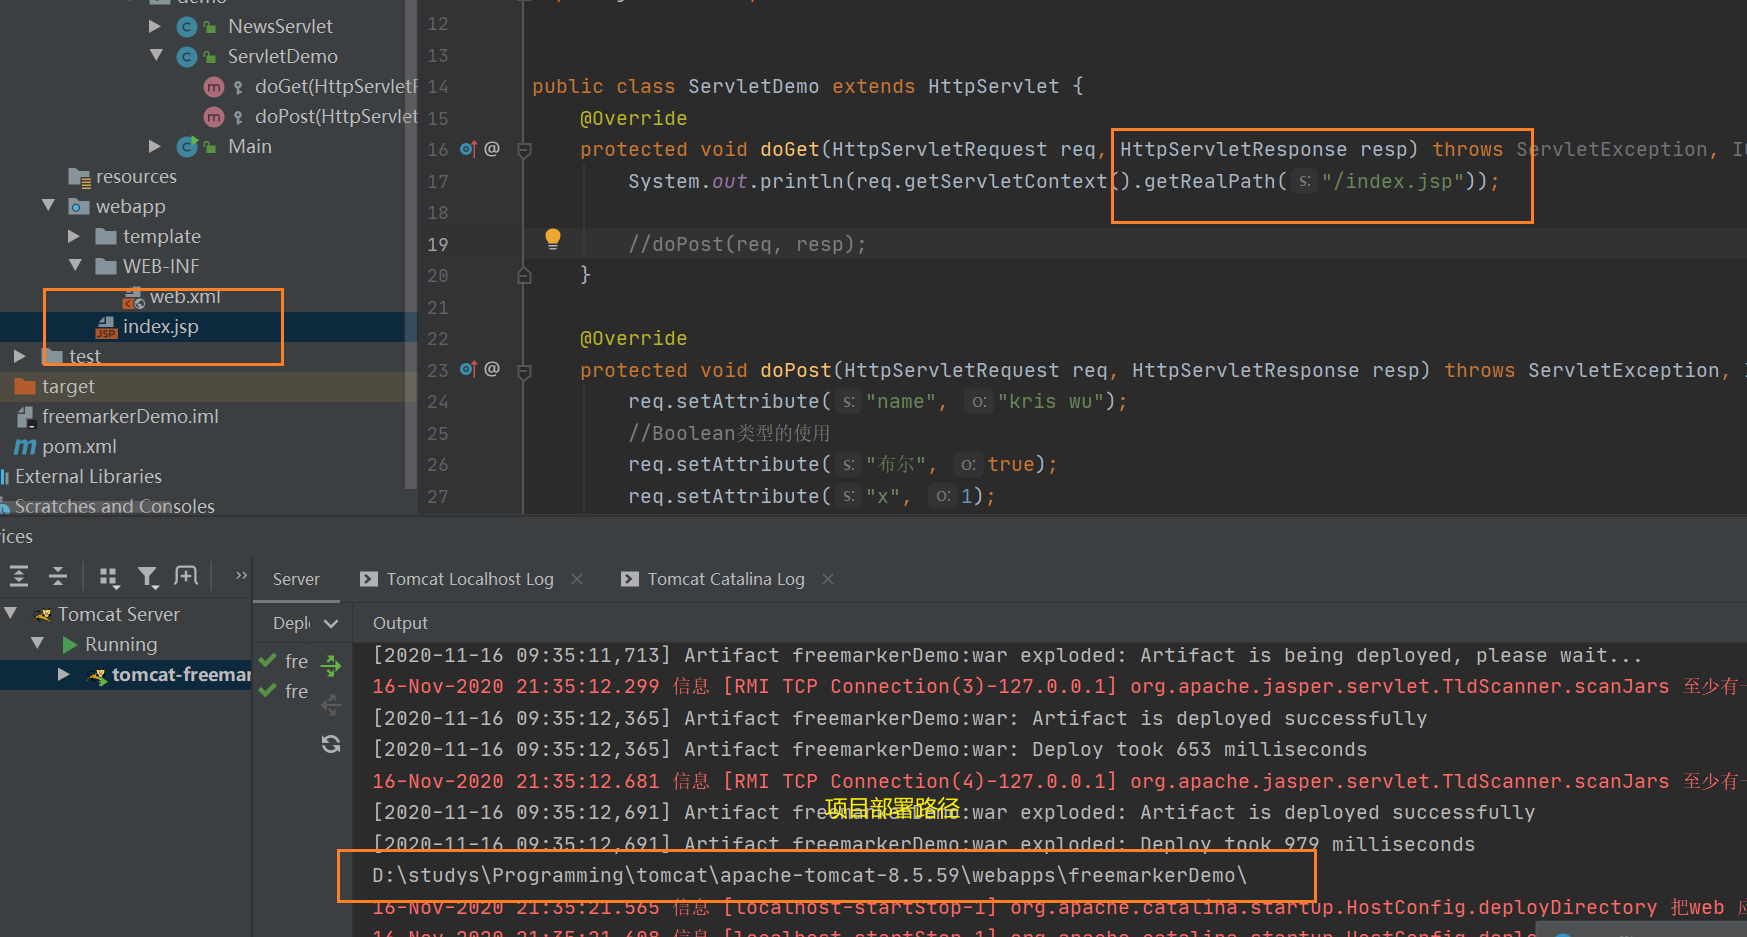 demo
NewsServlet
ServletDemo
doGet(HttpServletR
doPost(HttpServlet
Main
resources
webapp
template
WEB-INF
web.xml
index.jsp
test
target
freemarkerDemo.iml
pom.xml
External Libraries
Scratches and Consoles
12
13
14 public class ServletDemo extends HttpServlet {
15 @Override
16 protected void doGet(HttpServletRequest req, HttpServletResponse resp) throws ServletException, IO
17 System.out.println(req.getServletContext().getRealPath( s: "/index.jsp"));
18
19 //doPost(req, resp);
20 }
21
22 @Override
23 protected void doPost(HttpServletRequest req, HttpServletResponse resp) throws ServletException, I
24 req.setAttribute( s: "name", o: "kris wu");
25 //Boolean类型的使用
26 req.setAttribute( s: "布尔", o: true);
27 req.setAttribute( s: "x", o: 1);
ices
Server
Tomcat Localhost Log
Tomcat Catalina Log
Tomcat Server
Running
tomcat-freemar
Depl
Output
fre
fre
[2020-11-16 09:35:11,713] Artifact freemarkerDemo:war exploded: Artifact is being deployed, please wait...
16-Nov-2020 21:35:12.299 信息 [RMI TCP Connection(3)-127.0.0.1] org.apache.jasper.servlet.TldScanner.scanJars 至少有一
[2020-11-16 09:35:12,365] Artifact freemarkerDemo:war: Artifact is deployed successfully
[2020-11-16 09:35:12,365] Artifact freemarkerDemo:war: Deploy took 653 milliseconds
16-Nov-2020 21:35:12.681 信息 [RMI TCP Connection(4)-127.0.0.1] org.apache.jasper.servlet.TldScanner.scanJars 至少有一
项目部署路径
[2020-11-16 09:35:12,691] Artifact freemarkerDemo:war exploded: Artifact is deployed successfully
[2020-11-16 09:35:12,691] Artifact freemarkerDemo:war exploded: Deploy took 979 milliseconds
D:\studys\Programming\tomcat\apache-tomcat-8.5.59\webapps\freemarkerDemo\
16-Nov-2020 21:35:21.565 信息 [localhost-startStop-1] org.apache.catalina.startup.HostConfig.deployDirectory 把web 应
16-Nov-2020 21:35:21.608 信息 [localhost-startStop-1] org.apache.catalina.startup.HostConfig.deplo